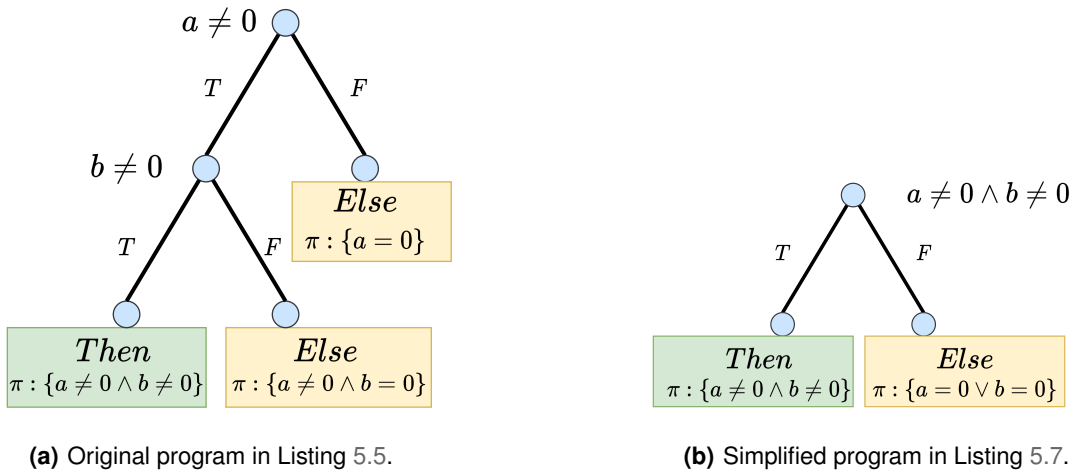 a ≠ 0
T
F
b ≠ 0
Else
π : {a = 0}
T
F
Then
π : {a ≠ 0 ∧ b ≠ 0}
Else
π : {a ≠ 0 ∧ b = 0}
(a) Original program in Listing 5.5.
a ≠ 0 ∧ b ≠ 0
T
F
Then
π : {a ≠ 0 ∧ b ≠ 0}
Else
π : {a = 0 ∨ b = 0}
(b) Simplified program in Listing 5.7.